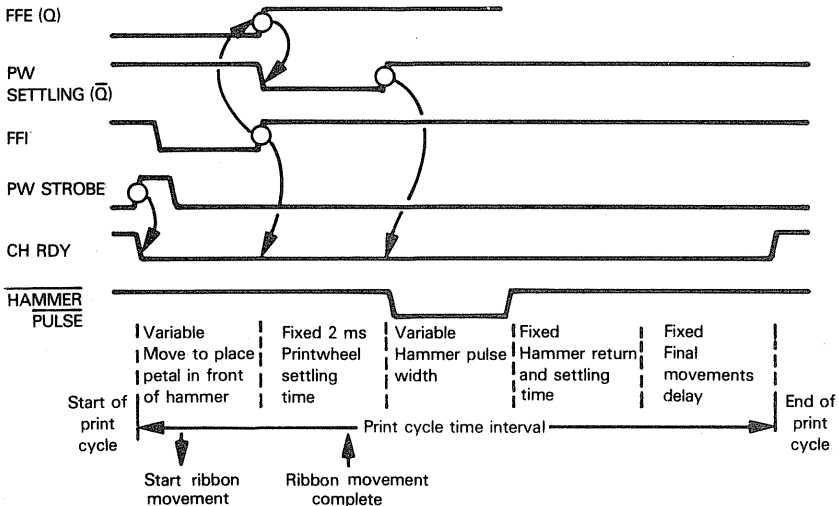 FFE (Q)
PW
SETTLING (Q̅)
FFI
PW STROBE
CH RDY
HAMMER
PULSE
Variable
Move to place
petal in front
of hammer
Fixed 2 ms
Printwheel
settling
time
Variable
Hammer pulse
width
Fixed
Hammer return
and settling
time
Fixed
Final
movements
delay
Start of
print
cycle
Print cycle time interval
End of
print
cycle
Start ribbon
movement
Ribbon movement
complete